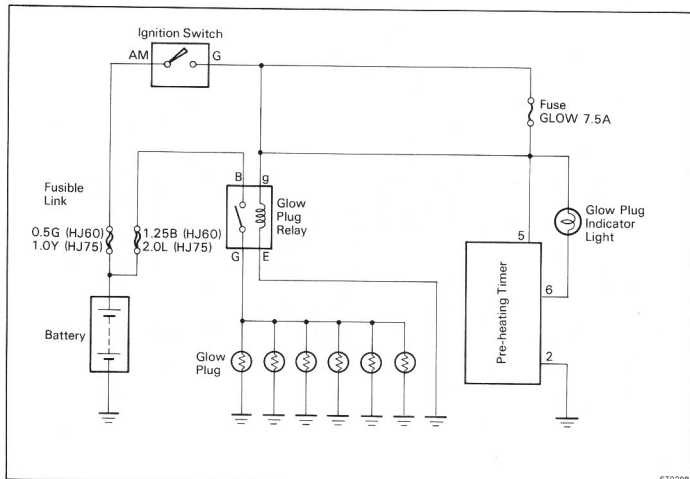 Ignition Switch
AM
G
Fuse
GLOW 7.5A
B
g
Fusible
Link
Glow
Plug
Relay
Glow Plug
Indicator
Light
0.5G (HJ60)
1.0Y (HJ75)
1.25B (HJ60)
2.0L (HJ75)
G
E
5
Pre-heating Timer
6
2
Battery
Glow
Plug